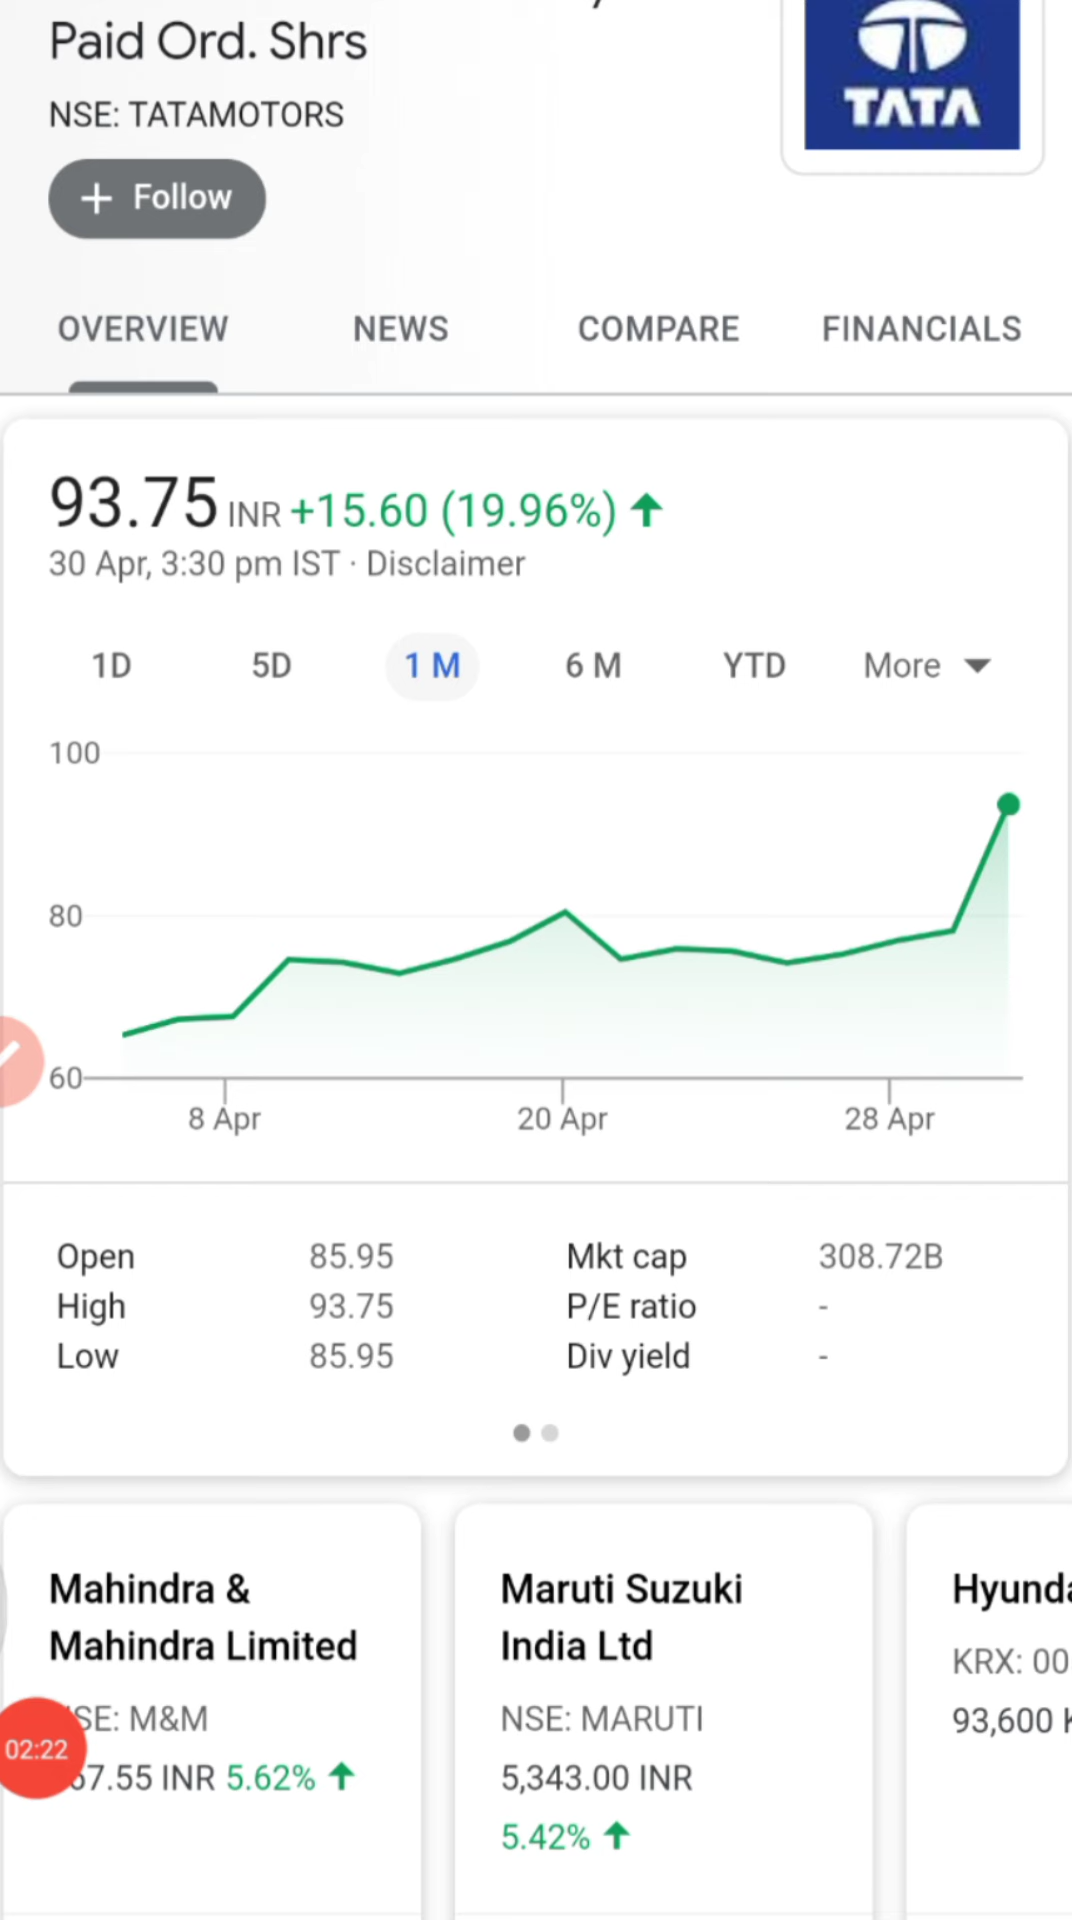 Paid Ord. Shrs
TATA
NSE: TATAMOTORS
+ Follow
OVERVIEW NEWS COMPARE FINANCIALS
93.75 INR +15.60 (19.96%)
30 Apr, 3:30 pm IST · Disclaimer
1D 5D 1 M 6 M YTD More
100
80
60
8 Apr 20 Apr 28 Apr
Open 85.95 Mkt cap 308.72B
High 93.75 P/E ratio -
Low 85.95 Div yield -
Mahindra &
Mahindra Limited
SE: M&M
67.55 INR 5.62%
02:22
Maruti Suzuki
India Ltd
NSE: MARUTI
5,343.00 INR
5.42%
KRX: 00
93,600